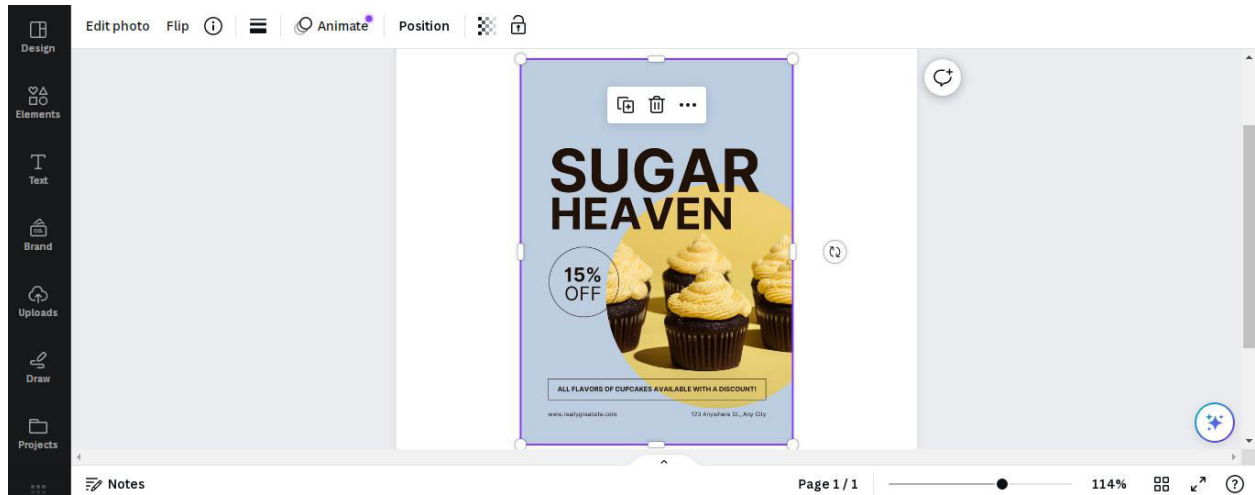 Edit photo Flip Animate Position
Design
Elements
Text
CO.
Brand
Uploads
Draw
Projects
SUGAR
HEAVEN
15%
OFF
ALL FLAVORS OF CUPCAKES AVAILABLE WITH A DISCOUNT!
www.reallygreatsite.com 123 Anywhere St., Any City
Notes Page 1 / 1 114%